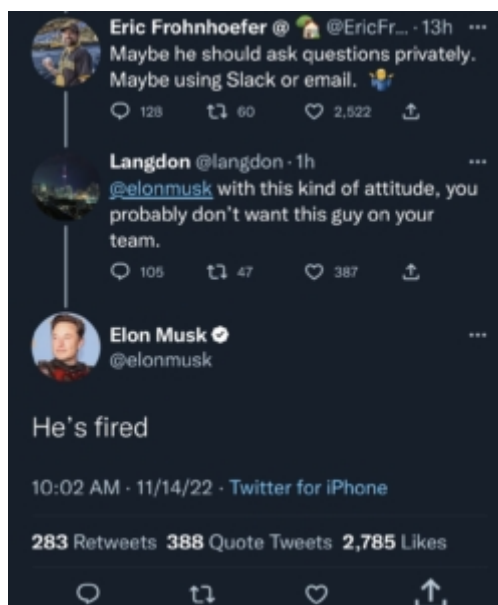 Eric Frohnhoefer @ 🏡 @EricFr... · 13h
Maybe he should ask questions privately.
Maybe using Slack or email. 🤷‍♂️
128 60 2,522
Langdon @langdon · 1h
@elonmusk with this kind of attitude, you
probably don't want this guy on your
team.
105 47 387
Elon Musk
@elonmusk
He's fired
10:02 AM · 11/14/22 · Twitter for iPhone
283 Retweets 388 Quote Tweets 2,785 Likes